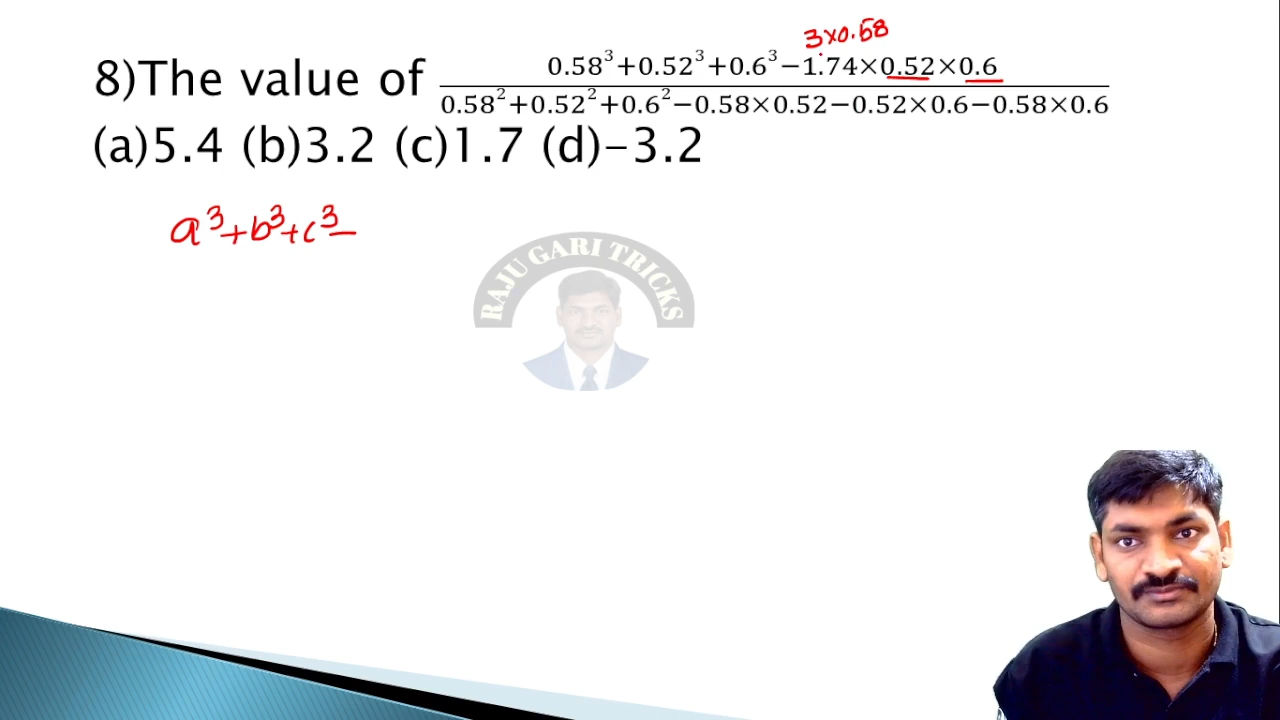 3×0.58
8)The value of (0.58³+0.52³+0.6³−1.74×0.52×0.6)/(0.58²+0.52²+0.6²−0.58×0.52−0.52×0.6−0.58×0.6)
(a)5.4 (b)3.2 (c)1.7 (d)−3.2
a³+b³+c³−
RAJU GARI TRICKS